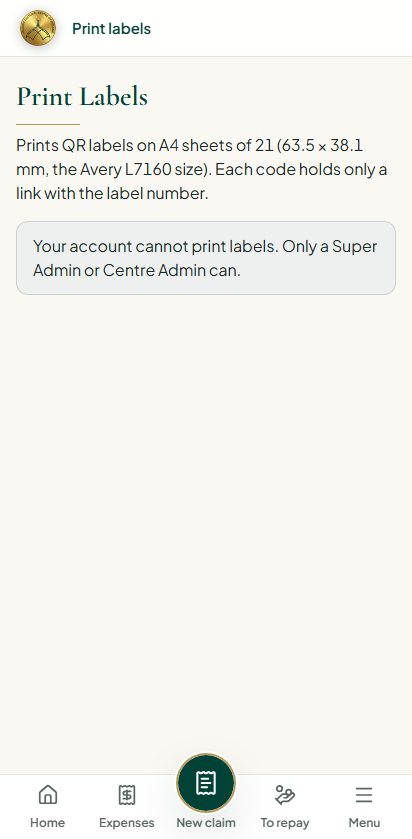 Print labels
Print Labels
Prints QR labels on A4 sheets of 21 (63.5 × 38.1
mm, the Avery L7160 size). Each code holds only a
link with the label number.
Your account cannot print labels. Only a Super
Admin or Centre Admin can.
Home
Expenses
New claim
To repay
Menu